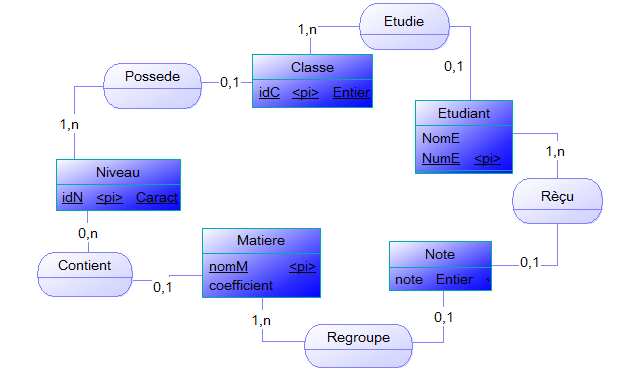 Etudie
1,n
0,1
Classe
idC <pi> Entier
Possede
0,1
1,n
Etudiant
NomE
NumE <pi>
1,n
Niveau
idN <pi> Caract
Rèçu
0,n
Matiere
nomM <pi>
coefficient
Note
note Entier
0,1
Contient
0,1
1,n
0,1
Regroupe